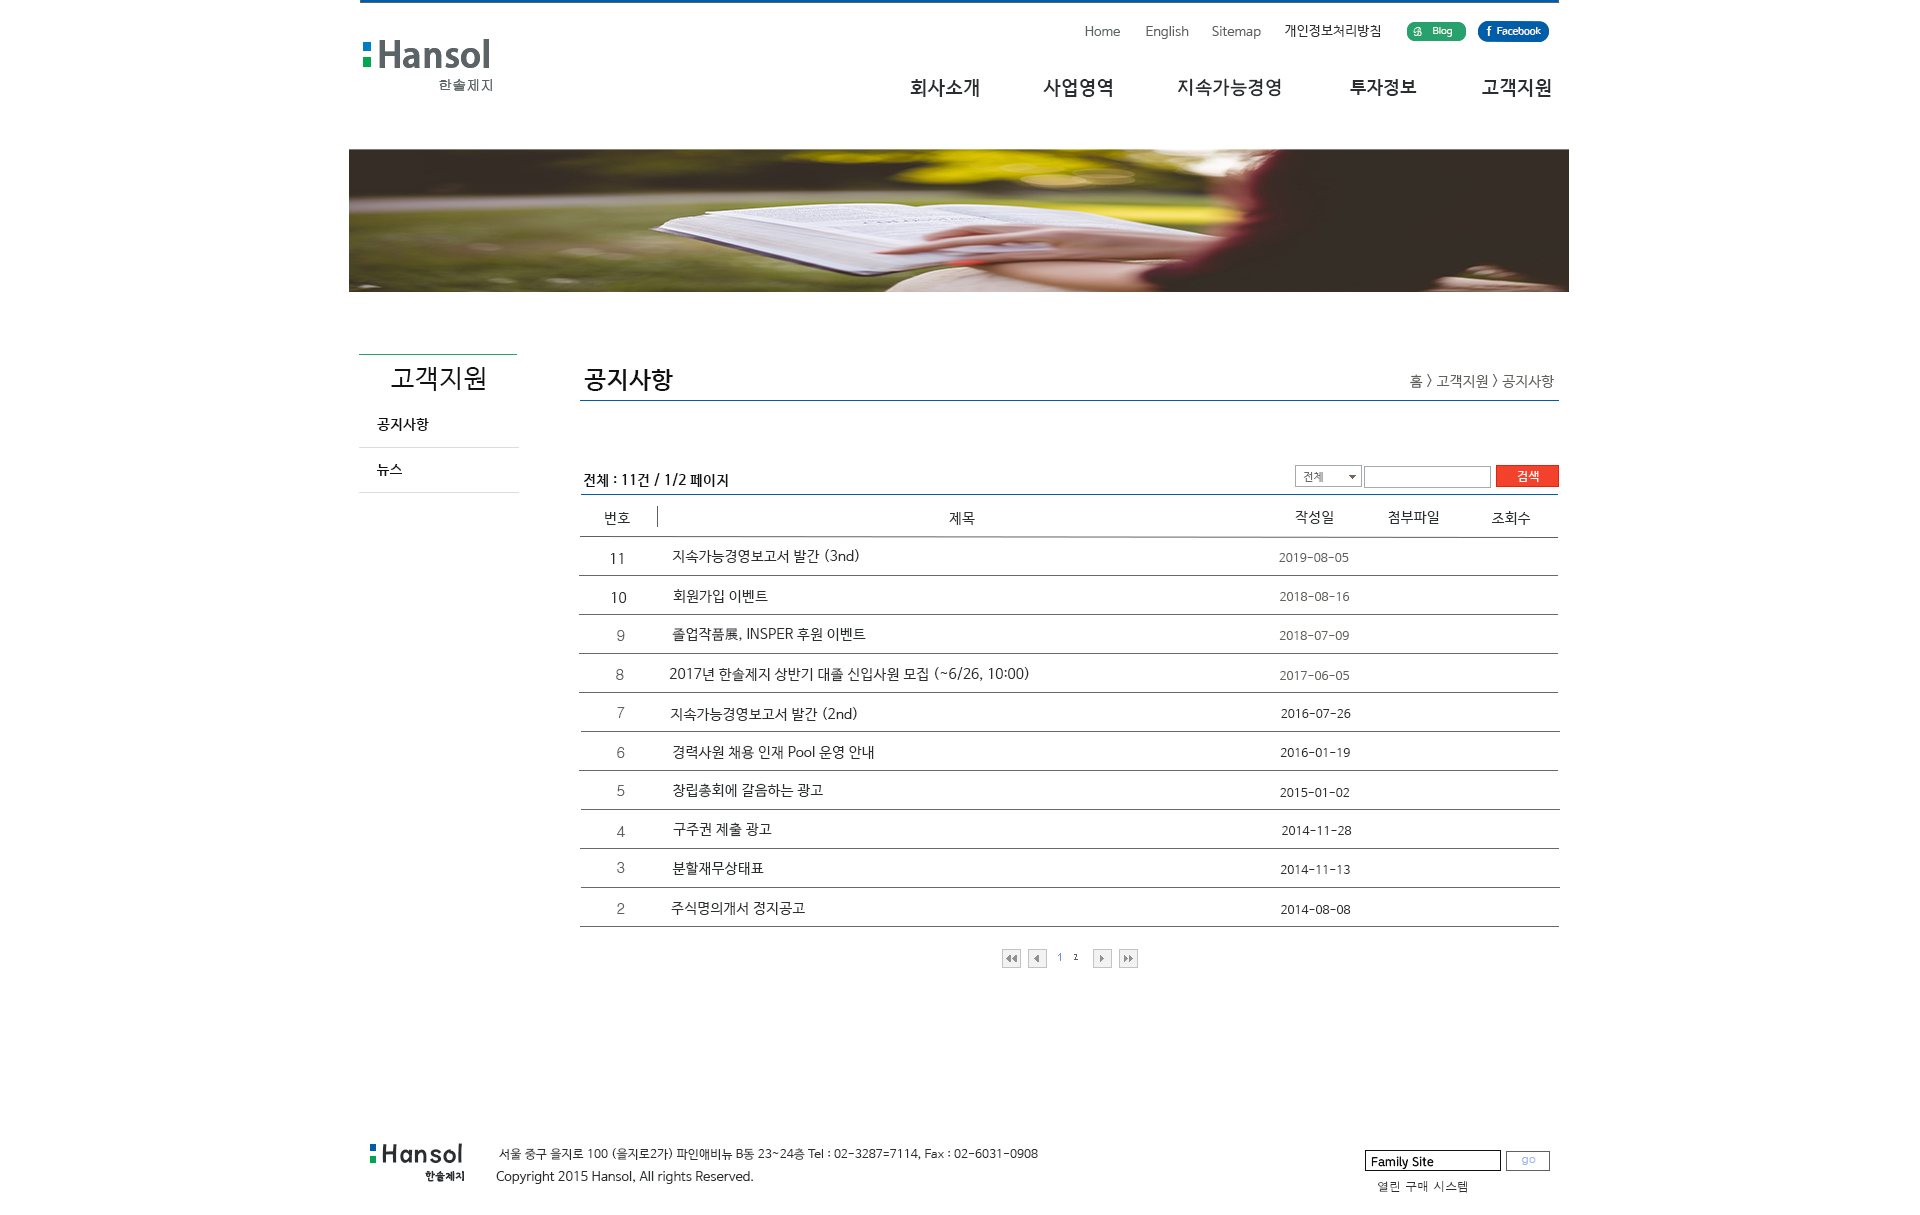 Home English Sitemap 개인정보처리방침 Blog Facebook
Hansol
한솔제지
회사소개 사업영역 지속가능경영 투자정보 고객지원
고객지원
공지사항
뉴스
공지사항
홈 > 고객지원 > 공지사항
전체 : 11건 / 1/2 페이지
전체 검색
번호 제목 작성일 첨부파일 조회수
11 지속가능경영보고서 발간 (3nd) 2019-08-05
10 회원가입 이벤트 2018-08-16
9 졸업작품展, INSPER 후원 이벤트 2018-07-09
8 2017년 한솔제지 상반기 대졸 신입사원 모집 (~6/26, 10:00) 2017-06-05
7 지속가능경영보고서 발간 (2nd) 2016-07-26
6 경력사원 채용 인재 Pool 운영 안내 2016-01-19
5 창립총회에 갈음하는 광고 2015-01-02
4 구주권 제출 광고 2014-11-28
3 분할재무상태표 2014-11-13
2 주식명의개서 정지공고 2014-08-08
1 2
Hansol
한솔제지
서울 중구 을지로 100 (을지로2가) 파인애비뉴 B동 23~24층 Tel : 02-3287=7114, Fax : 02-6031-0908
Copyright 2015 Hansol, All rights Reserved.
Family Site go
열린 구매 시스템